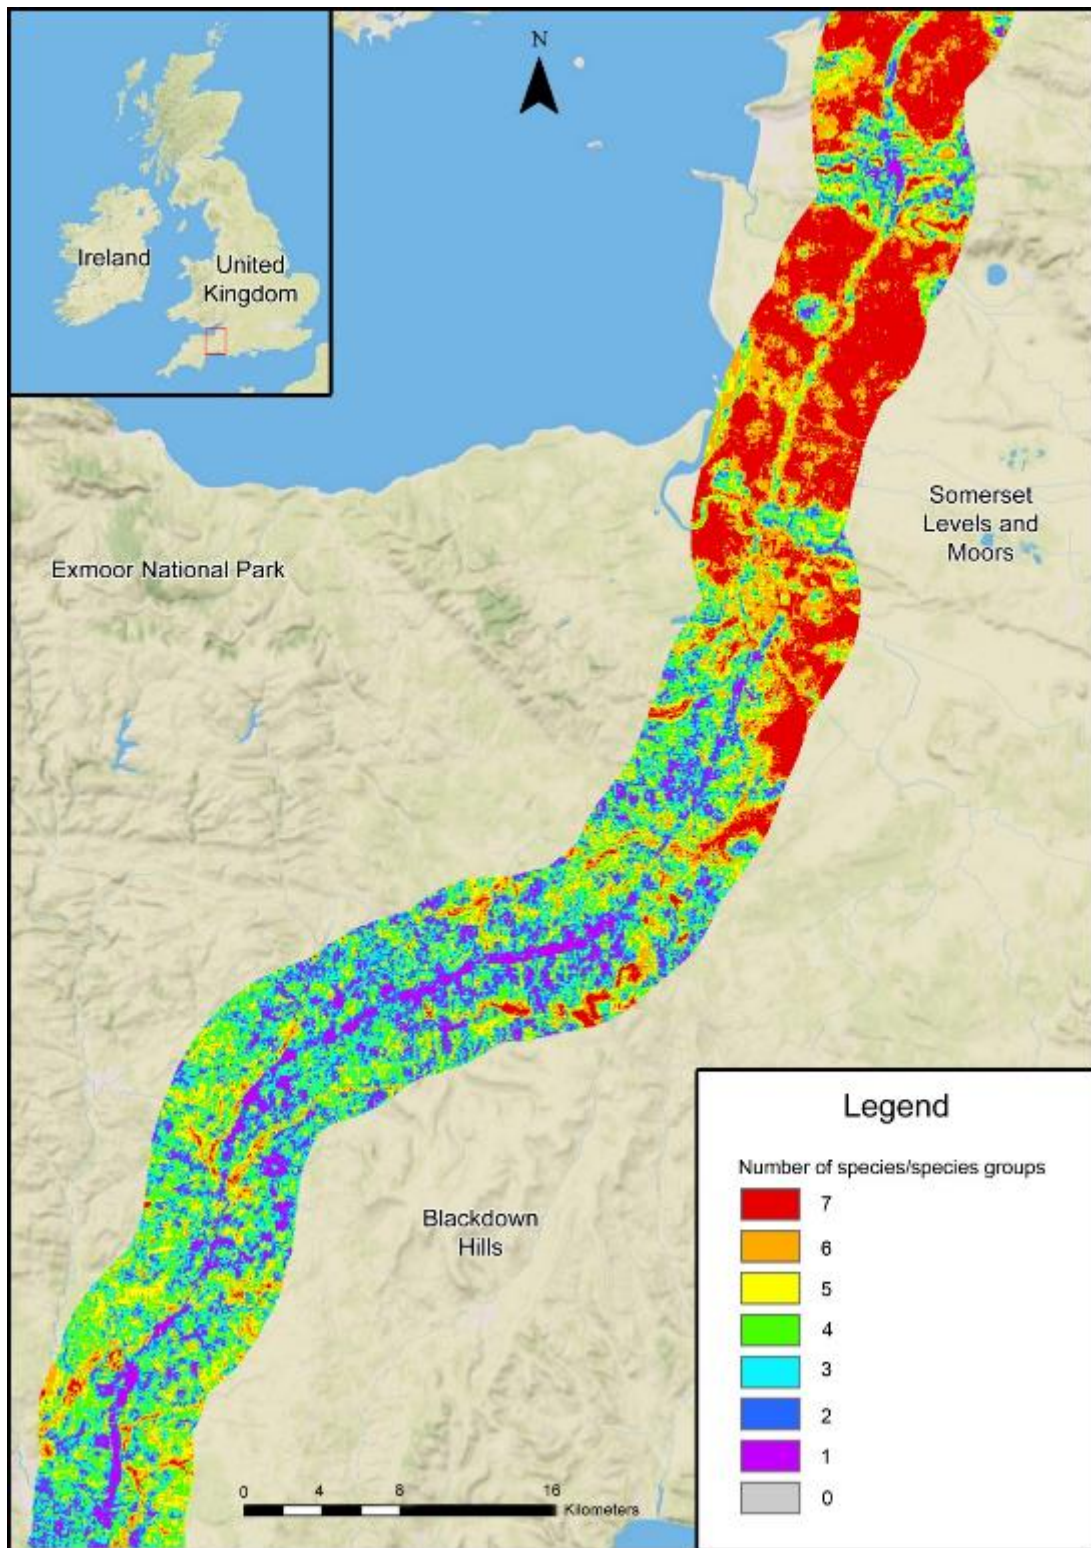 N
Ireland
United
Kingdom
Somerset
Levels and
Moors
Exmoor National Park
Blackdown
Hills
Legend
Number of species/species groups
7
6
5
4
3
2
1
0
0 4 8 16
Kilometers